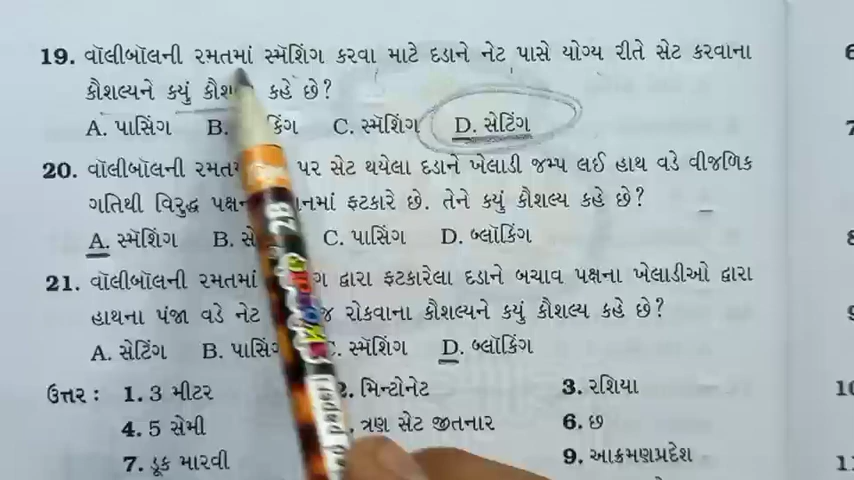 19. વૉલીબૉલની રમતમાં સ્મૅશિંગ કરવા માટે દડાને નેટ પાસે યોગ્ય રીતે સેટ કરવાના
કૌશલ્યને કયું કૌશ કહે છે?
A. પાસિંગ B. કિંગ C. સ્મૅશિંગ D. સેટિંગ
20. વૉલીબૉલની રમત પર સેટ થયેલા દડાને ખેલાડી જમ્પ લઈ હાથ વડે વીજળિક
ગતિથી વિરુદ્ધ પક્ષન નમાં ફટકારે છે. તેને કયું કૌશલ્ય કહે છે?
A. સ્મૅશિંગ B. સે C. પાસિંગ D. બ્લૉકિંગ
21. વૉલીબૉલની રમતમાં ગ દ્વારા ફટકારેલા દડાને બચાવ પક્ષના ખેલાડીઓ દ્વારા
હાથના પંજા વડે નેટ જ રોકવાના કૌશલ્યને કયું કૌશલ્ય કહે છે?
A. સેટિંગ B. પાસિંગ C. સ્મૅશિંગ D. બ્લૉકિંગ
ઉત્તર : 1. 3 મીટર 2. મિન્ટોનેટ 3. રશિયા
4. 5 સેમી ત્રણ સેટ જીતનાર 6. છ
7. ડૂક મારવી 9. આક્રમણપ્રદેશ